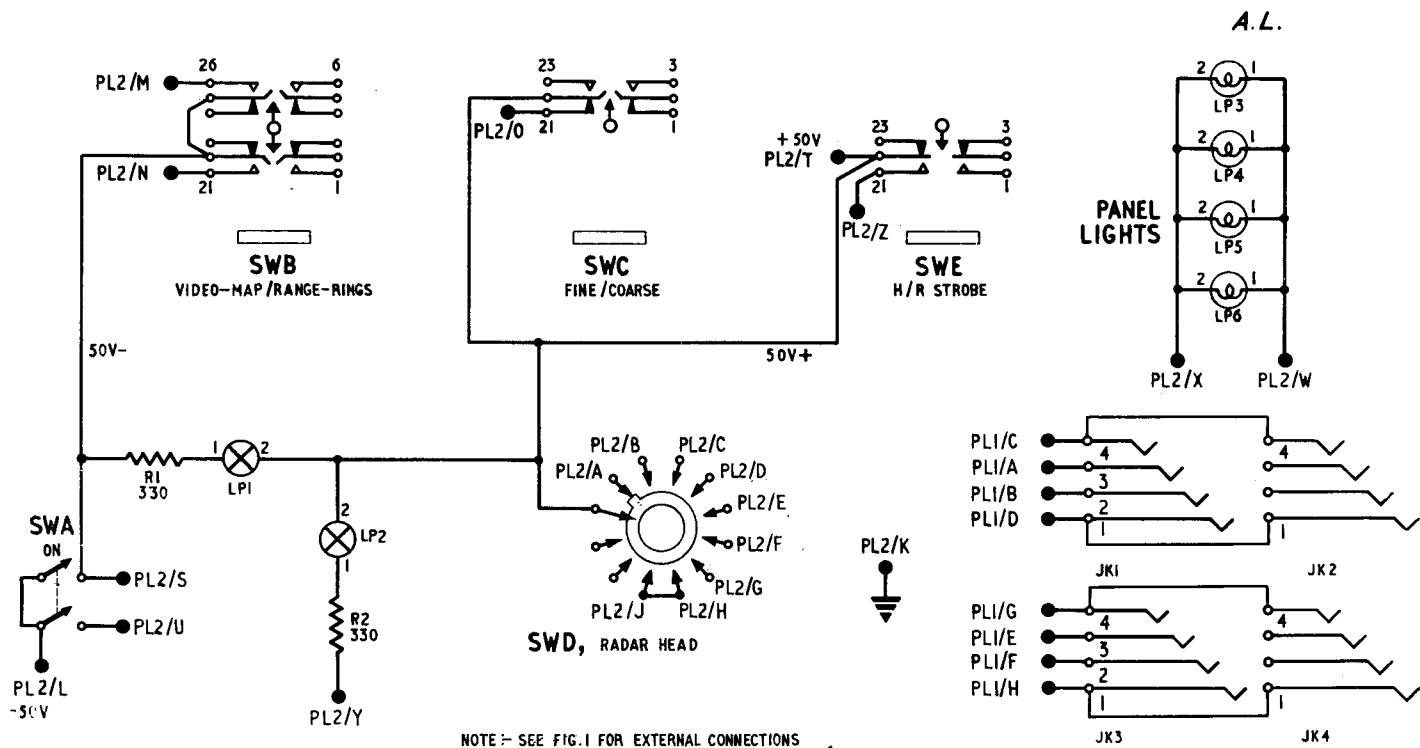 A.L.
26 6
PL2/M
PL2/N
21 1
SWB
VIDEO-MAP/RANGE-RINGS
23 3
PL2/O
21 1
SWC
FINE/COARSE
+50V
PL2/T
23 3
21 1
PL2/Z
SWE
H/R STROBE
2 1
LP3
2 1
LP4
PANEL
LIGHTS
2 1
LP5
2 1
LP6
PL2/X PL2/W
50V-
50V+
R1
330
1 2
LP1
2
LP2
1
R2
330
PL2/Y
SWA
ON
PL2/S
PL2/U
PL2/L
-50V
PL2/A
PL2/B
PL2/C
PL2/D
PL2/E
PL2/F
PL2/G
PL2/H
PL2/J
SWD, RADAR HEAD
PL2/K
PL1/C
4 4
PL1/A
3
PL1/B
2
PL1/D
1 1
JK1 JK2
PL1/G
4 4
PL1/E
3
PL1/F
2
PL1/H
1 1
JK3 JK4
NOTE:- SEE FIG.1 FOR EXTERNAL CONNECTIONS